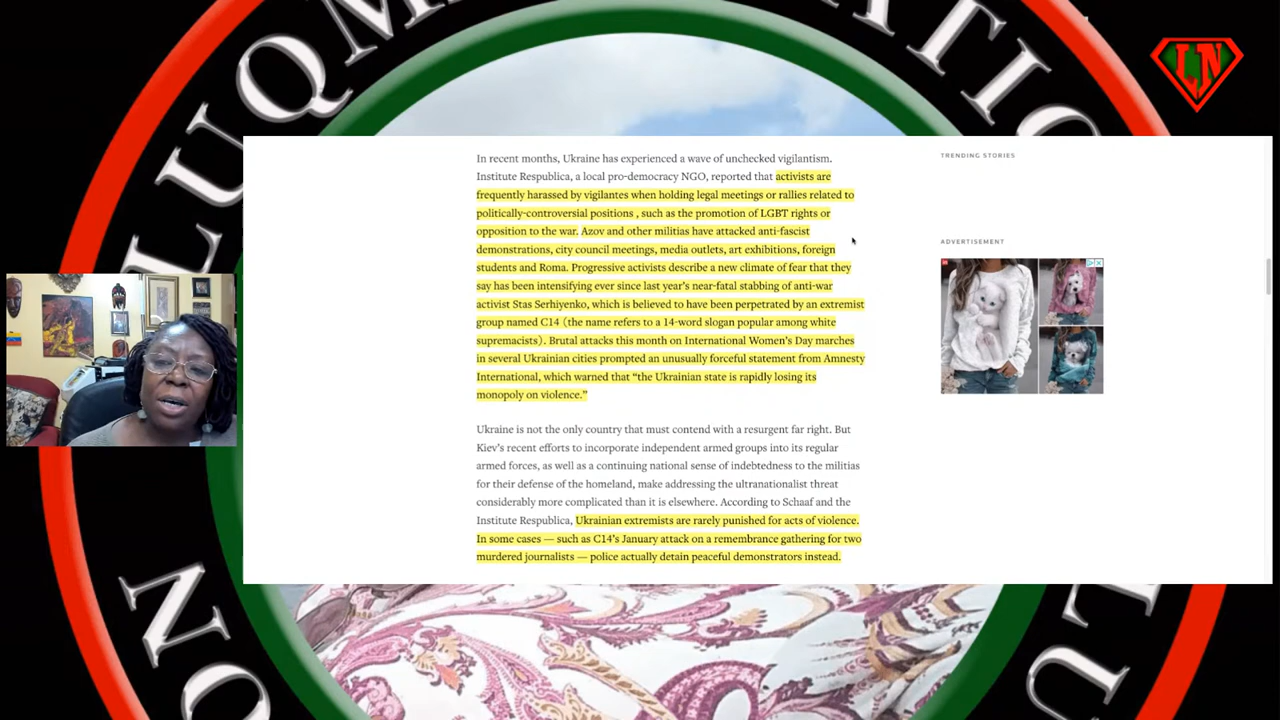 LUQM
ATIO
LN
In recent months, Ukraine has experienced a wave of unchecked vigilantism.
Institute Respublica, a local pro-democracy NGO, reported that activists are
frequently harassed by vigilantes when holding legal meetings or rallies related to
politically-controversial positions , such as the promotion of LGBT rights or
opposition to the war. Azov and other militias have attacked anti-fascist
demonstrations, city council meetings, media outlets, art exhibitions, foreign
students and Roma. Progressive activists describe a new climate of fear that they
say has been intensifying ever since last year's near-fatal stabbing of anti-war
activist Stas Serhiyenko, which is believed to have been perpetrated by an extremist
group named C14 (the name refers to a 14-word slogan popular among white
supremacists). Brutal attacks this month on International Women's Day marches
in several Ukrainian cities prompted an unusually forceful statement from Amnesty
International, which warned that “the Ukrainian state is rapidly losing its
monopoly on violence.”
Ukraine is not the only country that must contend with a resurgent far right. But
Kiev's recent efforts to incorporate independent armed groups into its regular
armed forces, as well as a continuing national sense of indebtedness to the militias
for their defense of the homeland, make addressing the ultranationalist threat
considerably more complicated than it is elsewhere. According to Schaaf and the
Institute Respublica, Ukrainian extremists are rarely punished for acts of violence.
In some cases — such as C14's January attack on a remembrance gathering for two
murdered journalists — police actually detain peaceful demonstrators instead.
TRENDING STORIES
ADVERTISEMENT
NO
LU